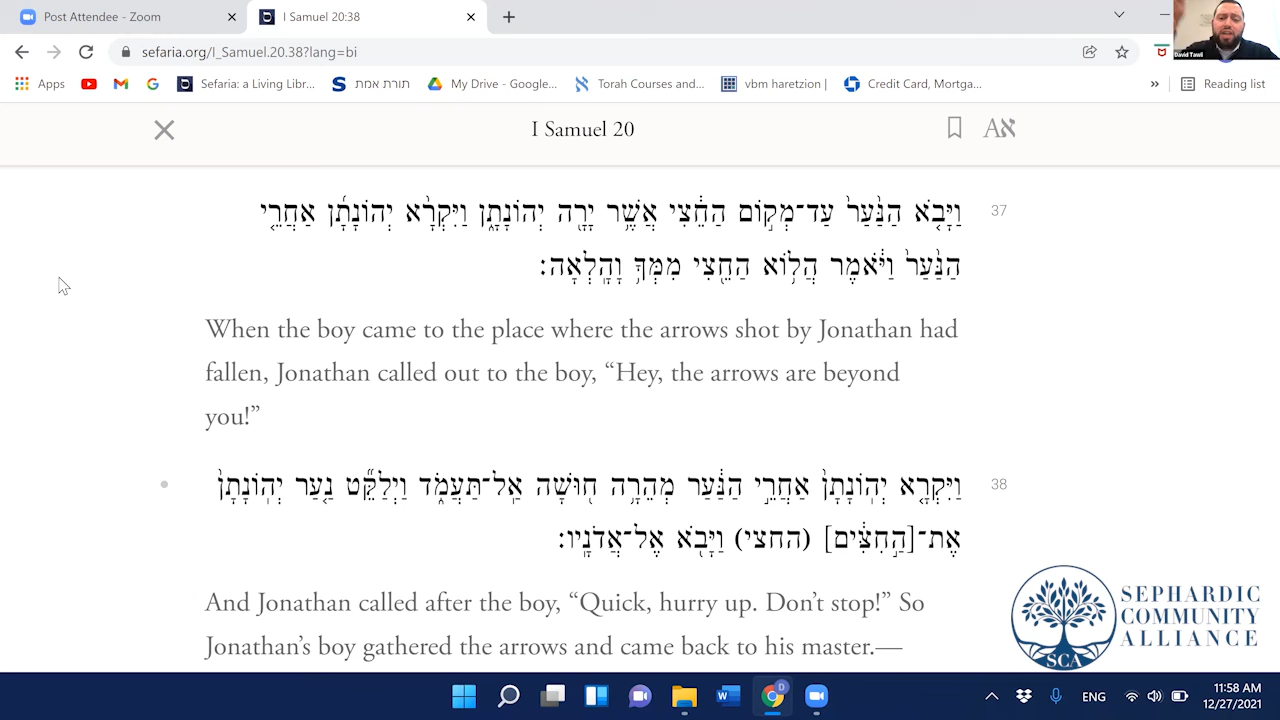 Post Attendee - Zoom
I Samuel 20:38
sefaria.org/I_Samuel.20.38?lang=bi
David Tawil
Apps
Sefaria: a Living Libr...
תורת אמת
My Drive - Google...
Torah Courses and...
vbm haretzion |
Credit Card, Mortga...
»
Reading list
I Samuel 20
Aא
37
וַיָּבֹ֤א הַנַּ֙עַר֙ עַד־מְק֣וֹם הַחֵ֔צִי אֲשֶׁ֥ר יָרָ֖ה יְהוֹנָתָ֑ן וַיִּקְרָ֨א יְהוֹנָתָ֜ן אַחֲרֵ֤י
הַנַּ֙עַר֙ וַיֹּ֔אמֶר הֲל֥וֹא הַחֵ֖צִי מִמְּךָ֥ וָהָֽלְאָה׃
When the boy came to the place where the arrows shot by Jonathan had
fallen, Jonathan called out to the boy, “Hey, the arrows are beyond
you!”
38
וַיִּקְרָ֤א יְהֽוֹנָתָן֙ אַחֲרֵ֣י הַנַּ֔עַר מְהֵרָ֥ה ח֖וּשָׁה אַֽל־תַּעֲמֹ֑ד וַיְלַקֵּ֞ט נַ֤עַר יְהֽוֹנָתָן֙
אֶת־[הַ֣חִצִּ֔ים] (החצי) וַיָּבֹ֖א אֶל־אֲדֹנָֽיו׃
And Jonathan called after the boy, “Quick, hurry up. Don’t stop!” So
Jonathan’s boy gathered the arrows and came back to his master.—
SEPHARDIC
COMMUNITY
ALLIANCE
SCA
ENG
11:58 AM
12/27/2021